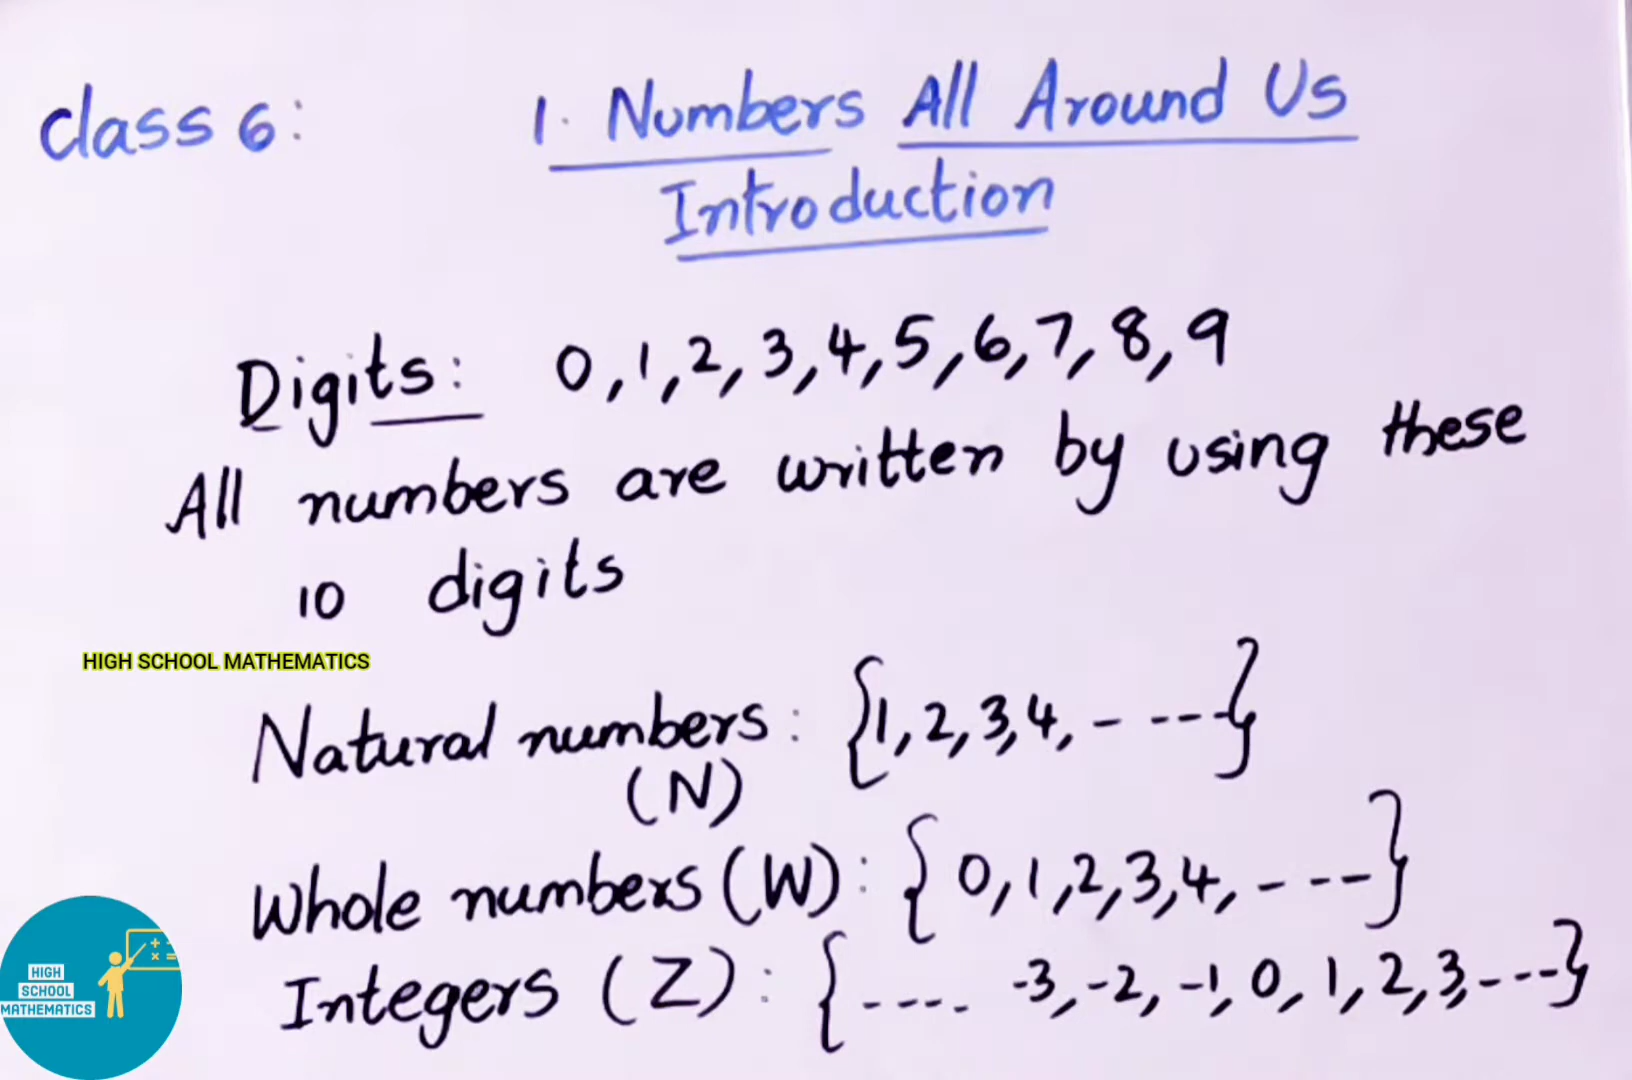 class 6:
1. Numbers All Around Us
Introduction
Digits: 0,1,2,3,4,5,6,7,8,9
All numbers are written by using these
10 digits
HIGH SCHOOL MATHEMATICS
Natural numbers: {1,2,3,4,- ---}
(N)
Whole numbers (W): {0,1,2,3,4,- ---}
Integers (Z): {---- -3,-2,-1,0,1,2,3,---}
HIGH
SCHOOL
MATHEMATICS